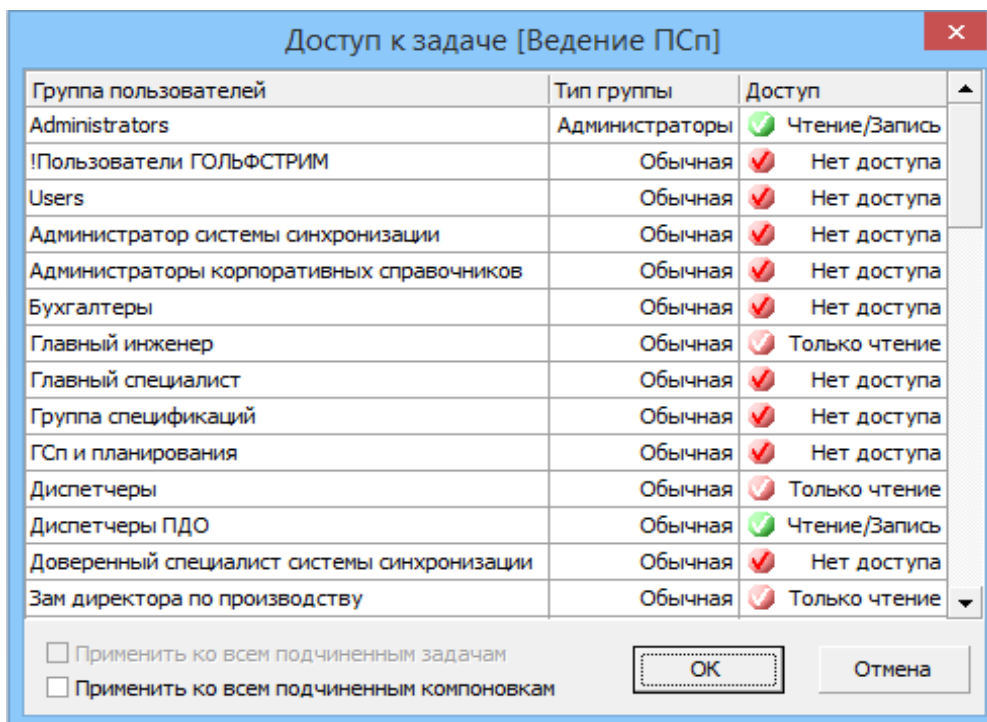 Доступ к задаче [Ведение ПСп]
Группа пользователей Тип группы Доступ
Administrators Администраторы Чтение/Запись
!Пользователи ГОЛЬФСТРИМ Обычная Нет доступа
Users Обычная Нет доступа
Администратор системы синхронизации Обычная Нет доступа
Администраторы корпоративных справочников Обычная Нет доступа
Бухгалтеры Обычная Нет доступа
Главный инженер Обычная Только чтение
Главный специалист Обычная Нет доступа
Группа спецификаций Обычная Нет доступа
ГСп и планирования Обычная Нет доступа
Диспетчеры Обычная Только чтение
Диспетчеры ПДО Обычная Чтение/Запись
Доверенный специалист системы синхронизации Обычная Нет доступа
Зам директора по производству Обычная Только чтение
Применить ко всем подчиненным задачам
Применить ко всем подчиненным компоновкам
ОК Отмена